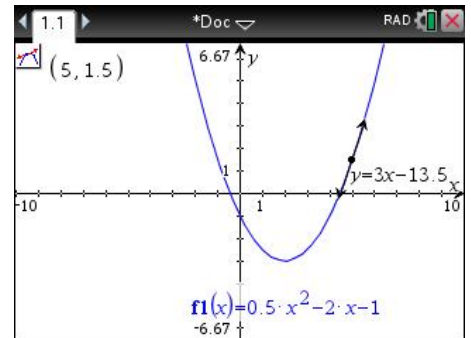 1.1 *Doc RAD
(5, 1.5)
6.67 y
1
y=3x−13.5
-10 1 10 x
f1(x)=0.5·x²−2·x−1
-6.67